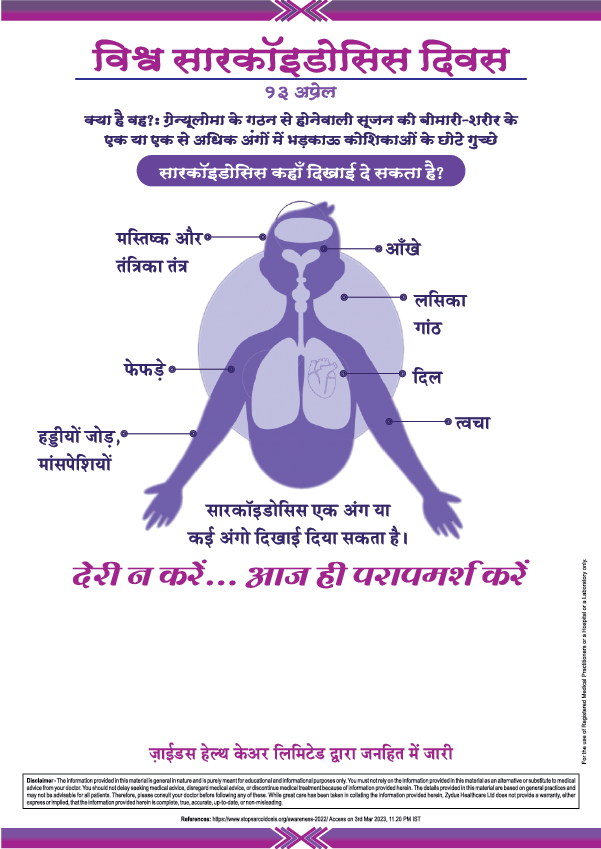 विश्व सारकॉइडोसिस दिवस
१३ अप्रेल
क्या है वह?: ग्रेन्यूलोमा के गठन से होनेवाली सूजन की बीमारी-शरीर के
एक या एक से अधिक अंगों में भड़काऊ कोशिकाओं के छोटे गुच्छे
सारकॉइडोसिस कहाँ दिखाई दे सकता है?
मस्तिष्क और
तंत्रिका तंत्र
आँखे
लसिका
गांठ
फेफड़े
दिल
त्वचा
हड्डीयों जोड़,
मांसपेशियों
सारकॉइडोसिस एक अंग या
कई अंगो दिखाई दिया सकता है।
देरी न करें... आज ही परापमर्श करें
For the use of Registered Medical Practitioners or a Hospital or a Laboratory only.
ज़ाईडस हेल्थ केअर लिमिटेड द्वारा जनहित में जारी
Disclaimer - The information provided in this material is general in nature and is purely meant for educational and informational purposes only. You must not rely on the information provided in this material as an alternative or substitute to medical
advice from your doctor. You should not delay seeking medical advice, disregard medical advice, or discontinue medical treatment because of information provided herein. The details provided in this material are based on general practices and
may not be adviseable for all patients. Therefore, please consult your doctor before following any of these. While great care has been taken in collating the information provided herein, Zydus Healthcare Ltd does not provide a warranty, either
express or implied, that the information provided herein is complete, true, accurate, up-to-date, or non-misleading.
References: https://www.stopsarcoidosis.org/awareness-2022/ Access on 3rd Mar 2023, 11.20 PM IST